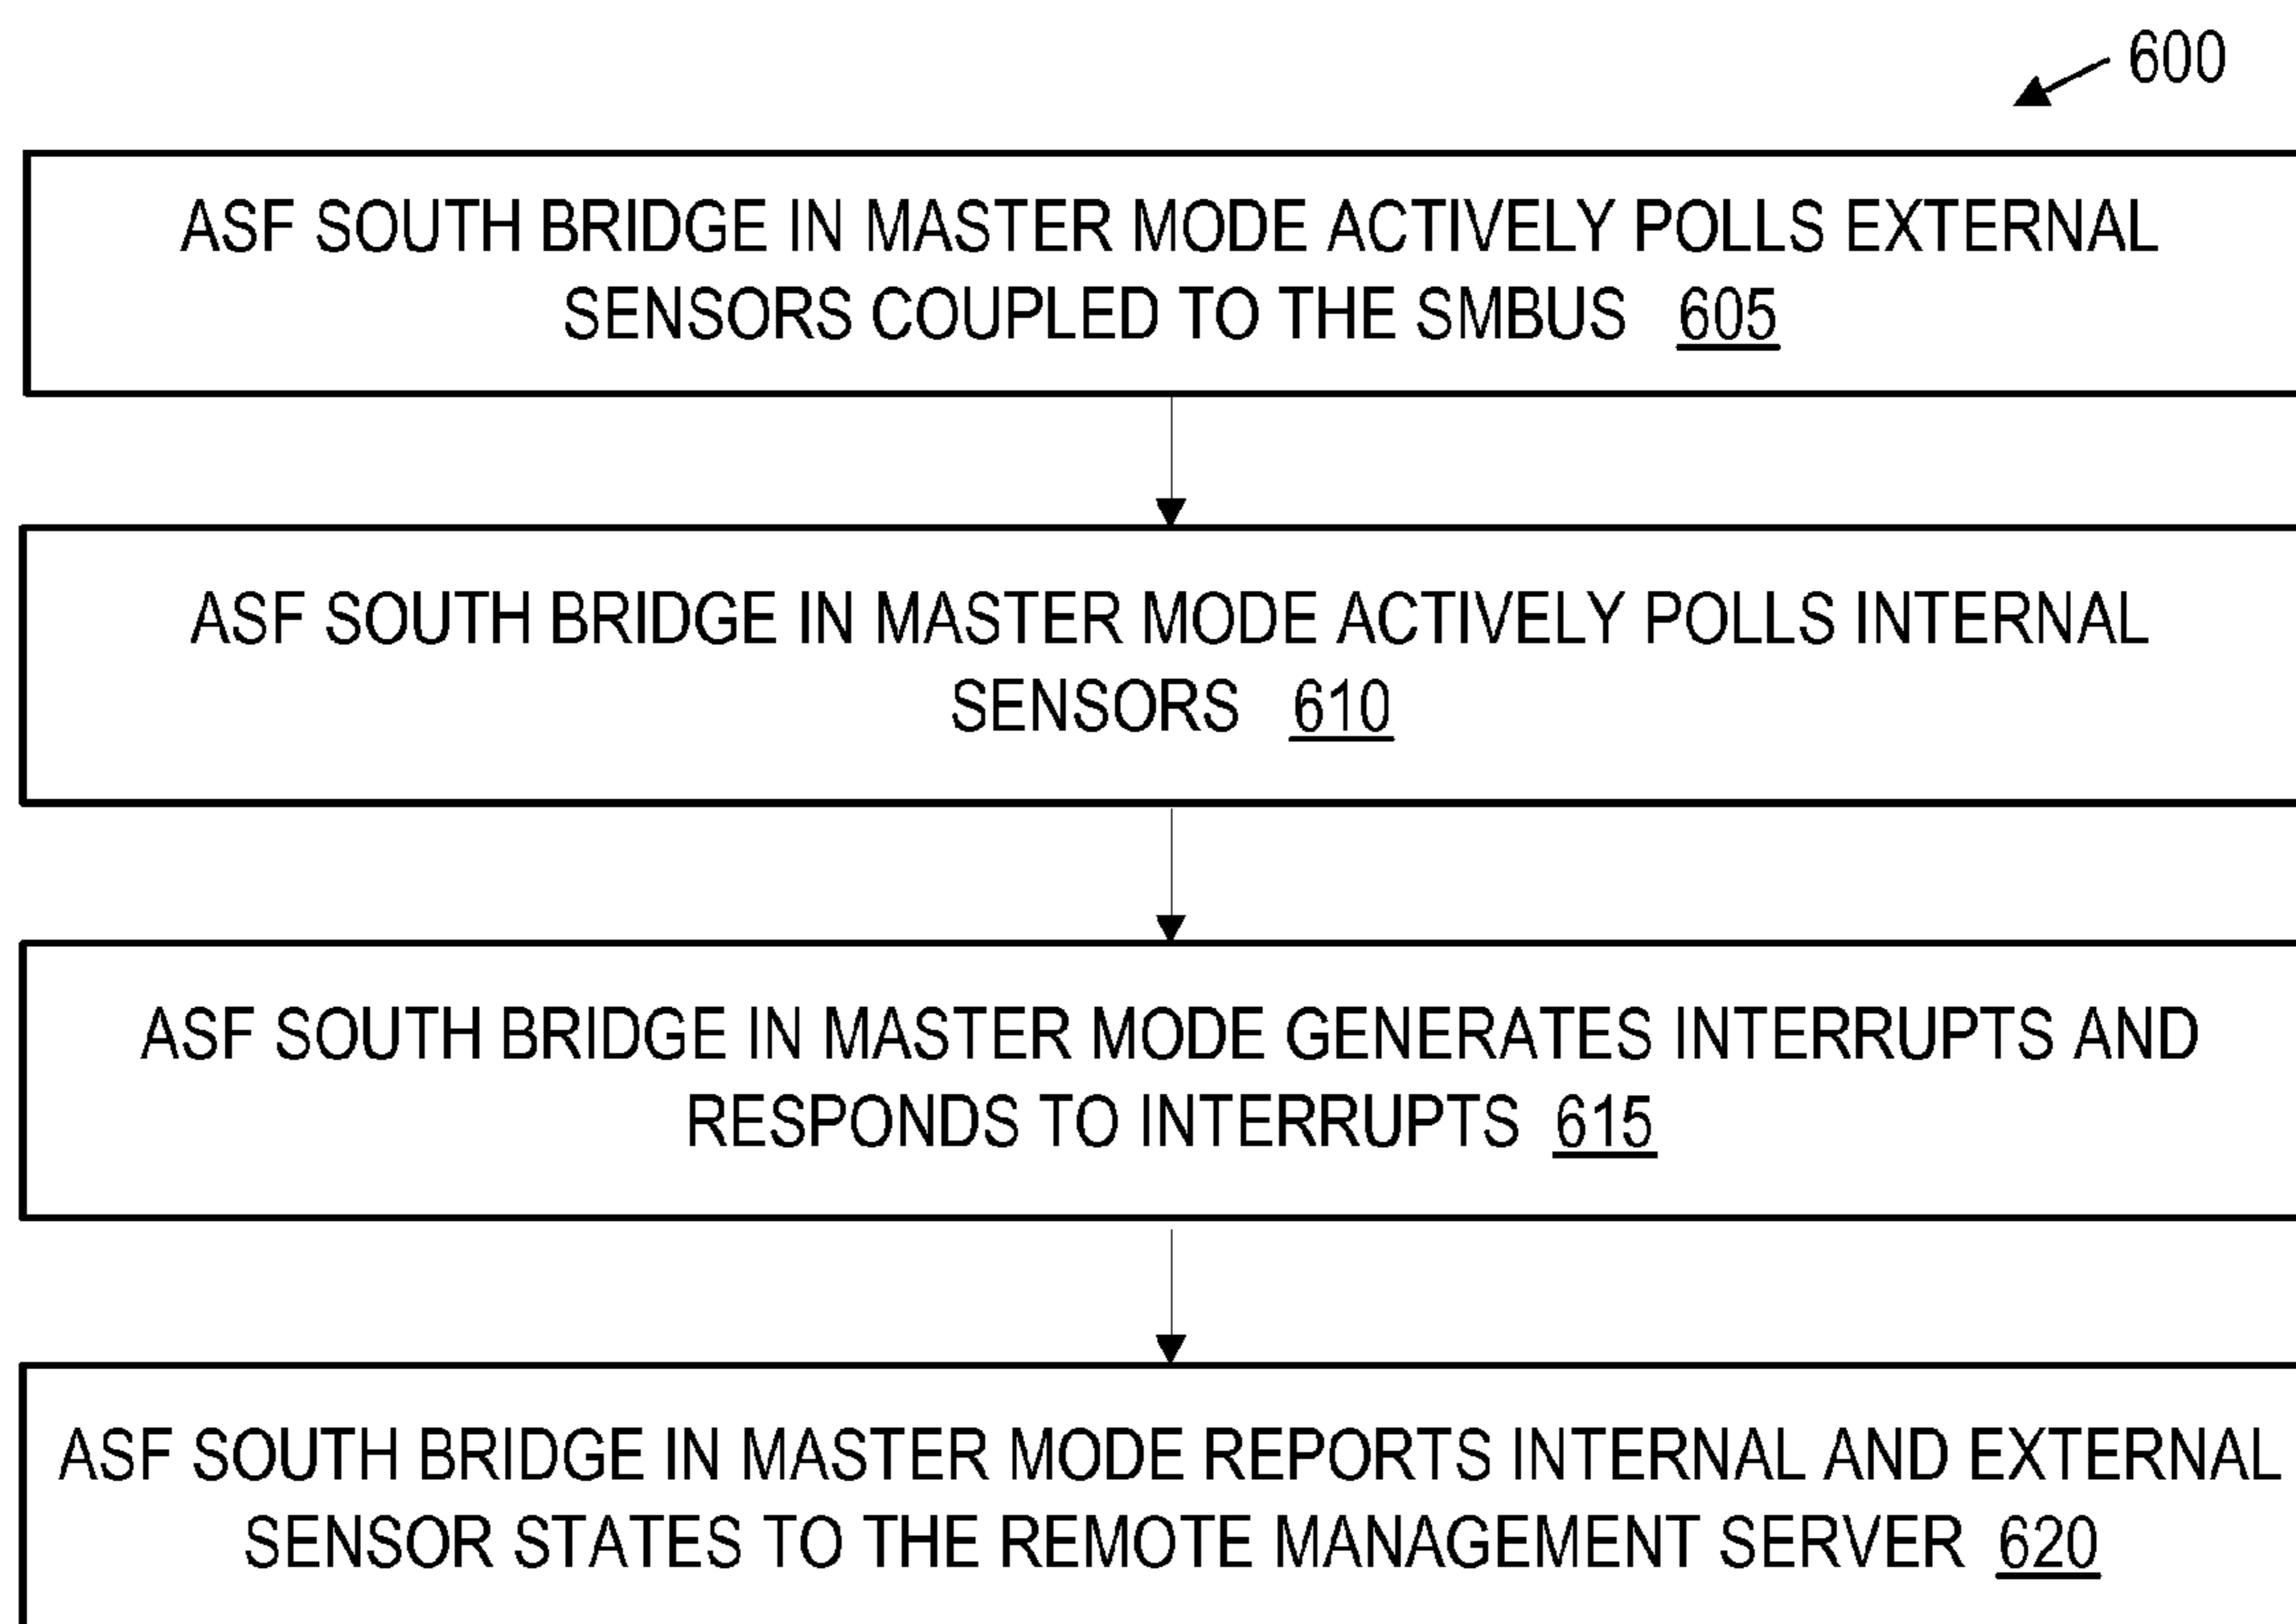 600
ASF SOUTH BRIDGE IN MASTER MODE ACTIVELY POLLS EXTERNAL
SENSORS COUPLED TO THE SMBUS 605
ASF SOUTH BRIDGE IN MASTER MODE ACTIVELY POLLS INTERNAL
SENSORS 610
ASF SOUTH BRIDGE IN MASTER MODE GENERATES INTERRUPTS AND
RESPONDS TO INTERRUPTS 615
ASF SOUTH BRIDGE IN MASTER MODE REPORTS INTERNAL AND EXTERNAL
SENSOR STATES TO THE REMOTE MANAGEMENT SERVER 620